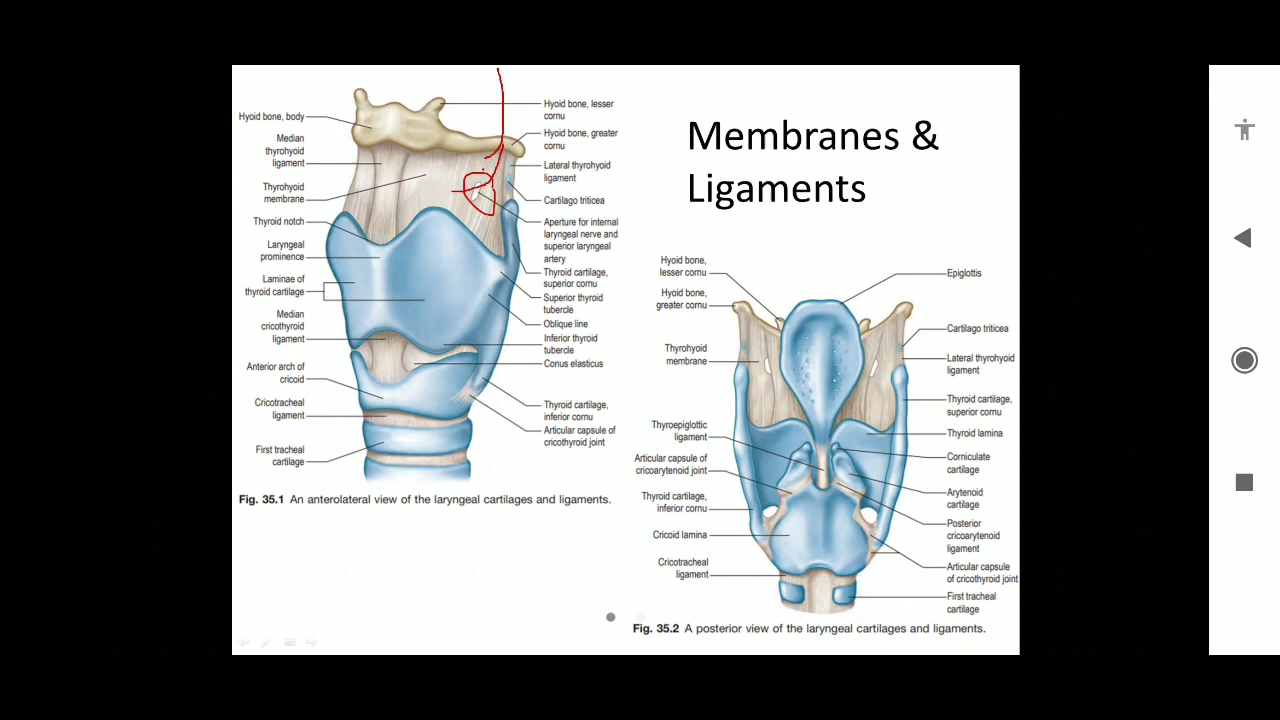 Membranes &
Ligaments
Hyoid bone, body
Median
thyrohyoid
ligament
Thyrohyoid
membrane
Thyroid notch
Laryngeal
prominence
Laminae of
thyroid cartilage
Median
cricothyroid
ligament
Anterior arch of
cricoid
Cricotracheal
ligament
First tracheal
cartilage
Hyoid bone, lesser
cornu
Hyoid bone, greater
cornu
Lateral thyrohyoid
ligament
Cartilago triticea
Aperture for internal
laryngeal nerve and
superior laryngeal
artery
Thyroid cartilage,
superior cornu
Superior thyroid
tubercle
Oblique line
Inferior thyroid
tubercle
Conus elasticus
Thyroid cartilage,
inferior cornu
Articular capsule of
cricothyroid joint
Fig. 35.1 An anterolateral view of the laryngeal cartilages and ligaments.
Hyoid bone,
lesser cornu
Hyoid bone,
greater cornu
Thyrohyoid
membrane
Thyroepiglottic
ligament
Articular capsule of
cricoarytenoid joint
Thyroid cartilage,
inferior cornu
Cricoid lamina
Cricotracheal
ligament
Epiglottis
Cartilago triticea
Lateral thyrohyoid
ligament
Thyroid cartilage,
superior cornu
Thyroid lamina
Corniculate
cartilage
Arytenoid
cartilage
Posterior
cricoarytenoid
ligament
Articular capsule
of cricothyroid joint
First tracheal
cartilage
Fig. 35.2 A posterior view of the laryngeal cartilages and ligaments.